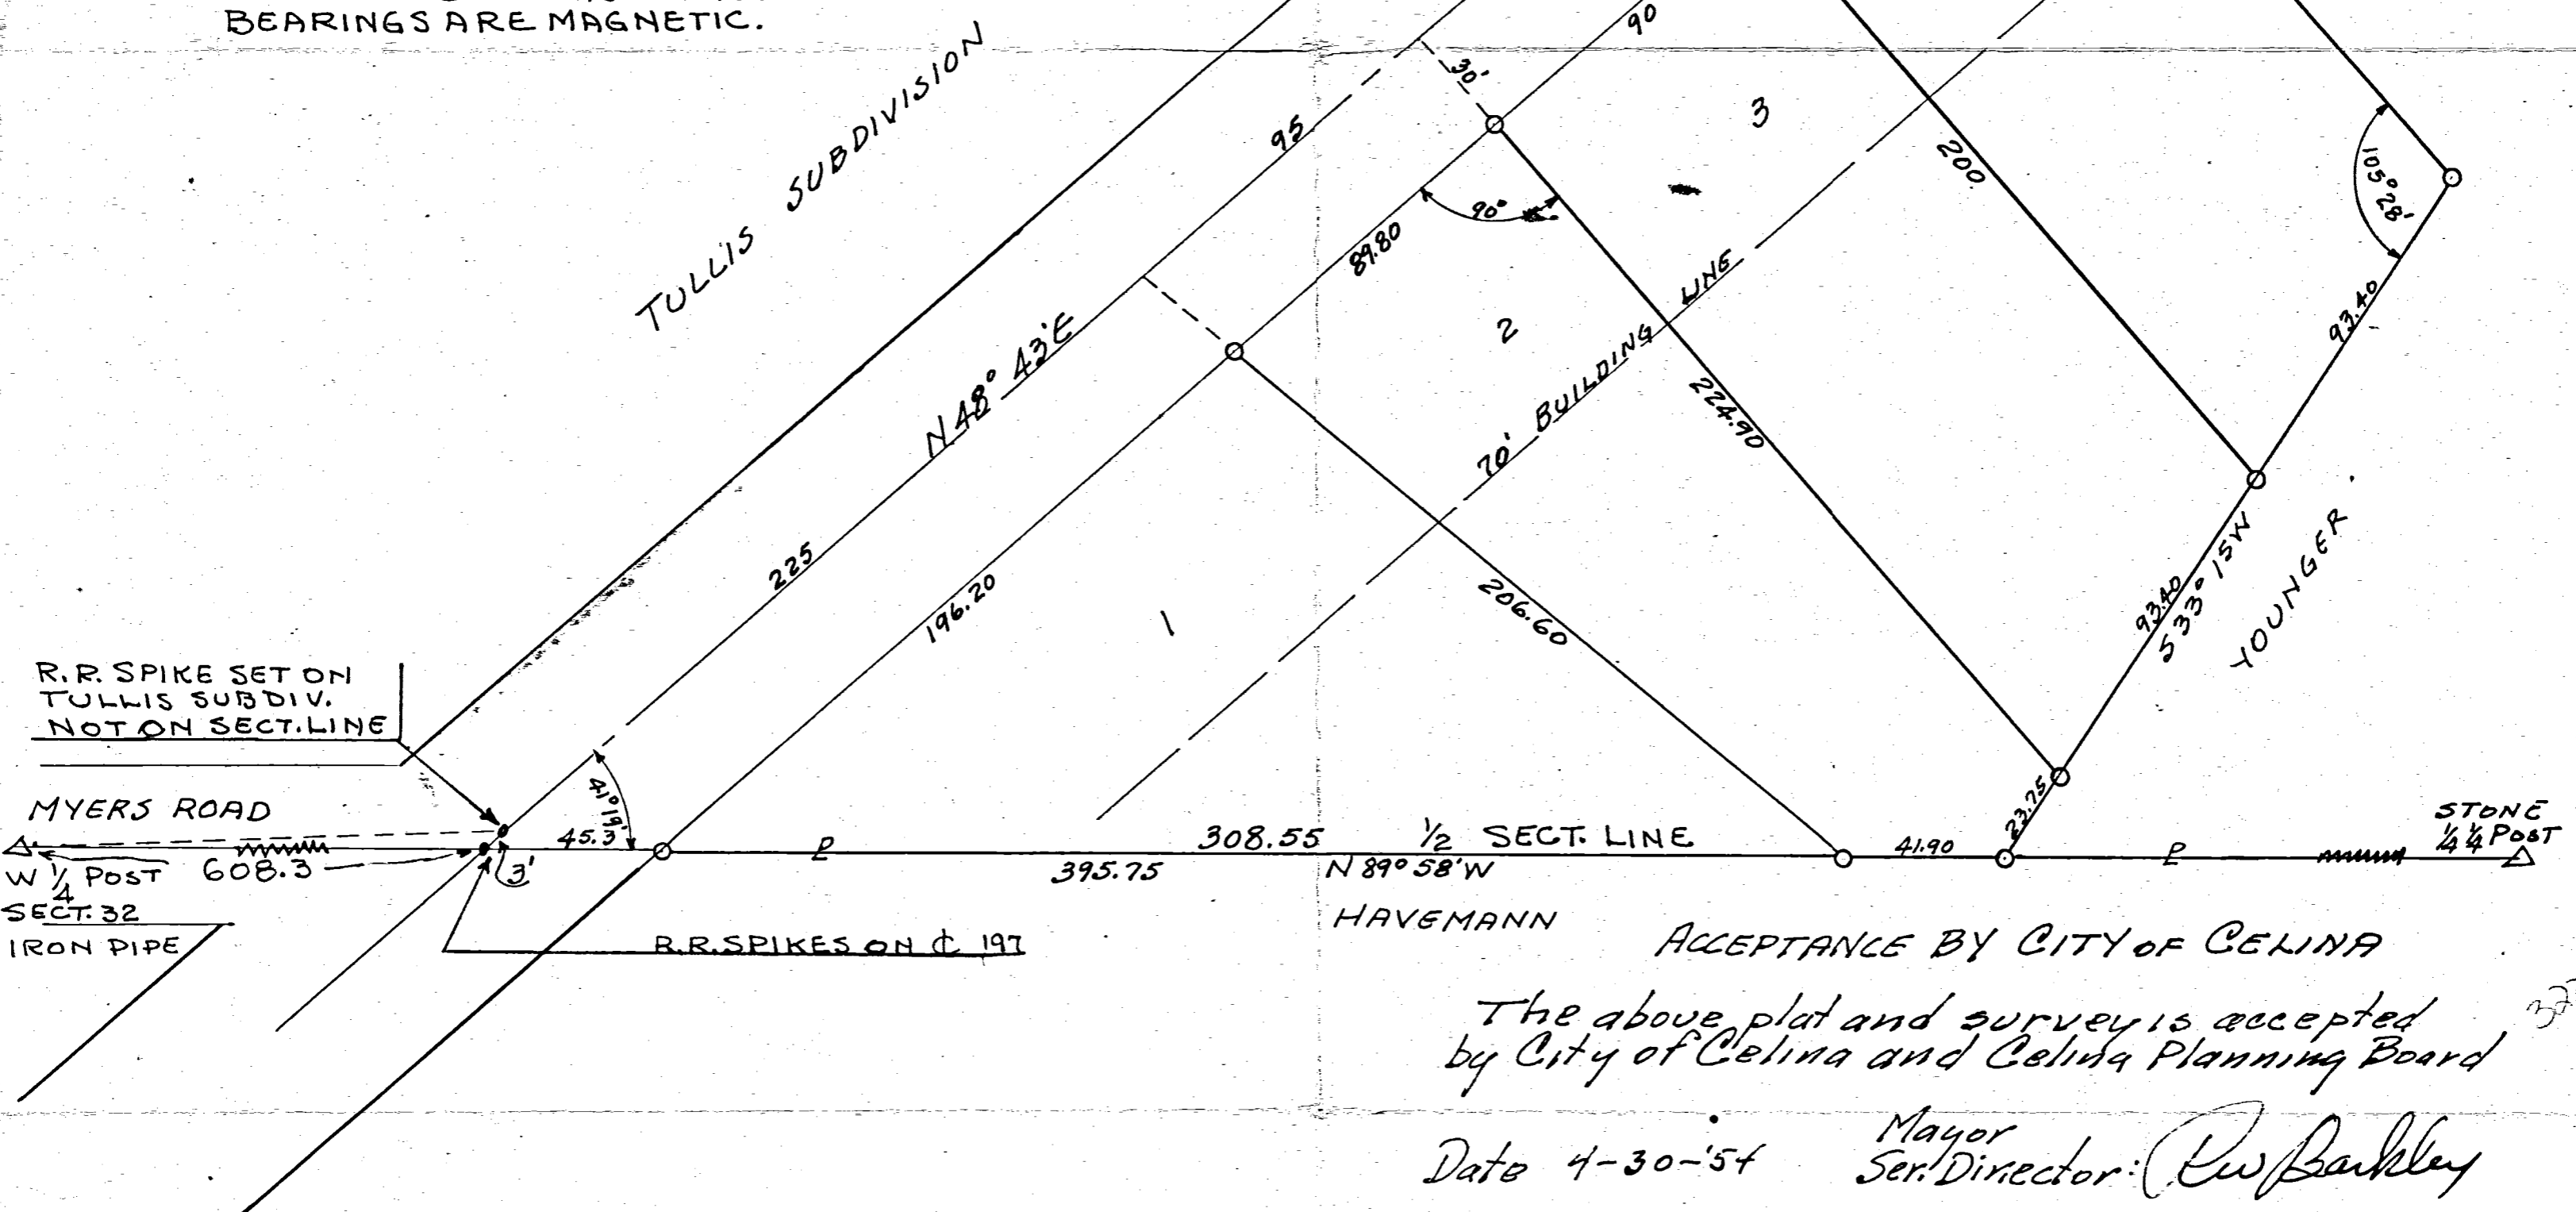 BEARINGS ARE MAGNETIC.
TULLIS SUBDIVISION
95
30'
90
3
200.
105° 28'
90°
89.80
2
70' BUILDING LINE
93.40
N 48° 43' E
224.90
225
196.20
1
206.60
93.40
S 33° 15 W
YOUNGER
R.R. SPIKE SET ON
TULLIS SUBDIV.
NOT ON SECT. LINE
41° 19'
23.75
MYERS ROAD
45.3
308.55
1/2 SECT. LINE
41.90
STONE
1/4 1/4 POST
W 1/4 POST
608.3
3'
P
395.75
N 89° 58' W
P
SECT. 32
IRON PIPE
R.R. SPIKES ON ℄ 197
HAVEMANN
ACCEPTANCE BY CITY OF CELINA
The above plat and survey is accepted
by City of Celina and Celina Planning Board
Date 4-30-'54
Mayor
Ser. Director: RW Barkley